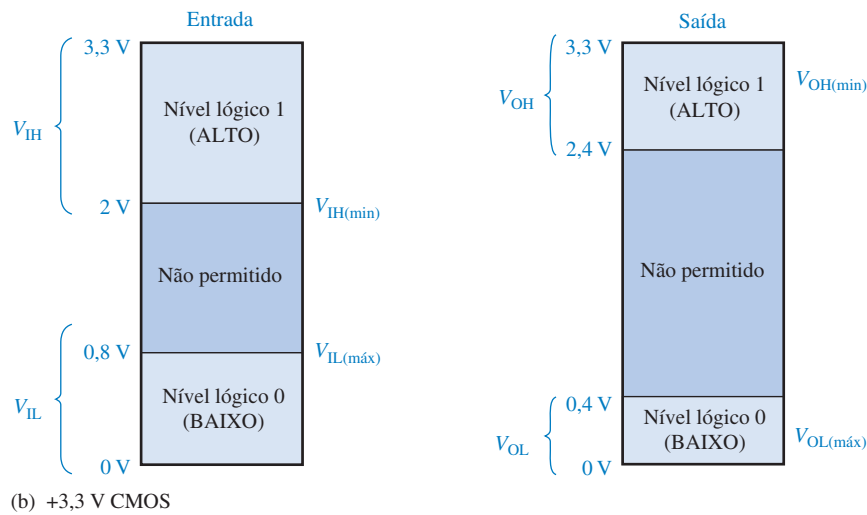 Entrada
3,3 V
Nível lógico 1
(ALTO)
V_IH
2 V
V_IH(min)
Não permitido
0,8 V
V_IL(máx)
Nível lógico 0
(BAIXO)
V_IL
0 V
Saída
3,3 V
V_OH(min)
Nível lógico 1
(ALTO)
V_OH
2,4 V
Não permitido
0,4 V
Nível lógico 0
(BAIXO)
V_OL
V_OL(máx)
0 V
(b) +3,3 V CMOS